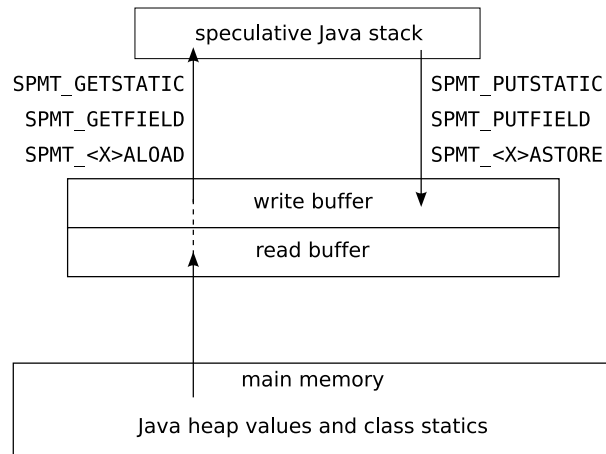 speculative Java stack
SPMT_GETSTATIC
SPMT_GETFIELD
SPMT_<X>ALOAD
SPMT_PUTSTATIC
SPMT_PUTFIELD
SPMT_<X>ASTORE
write buffer
read buffer
main memory
Java heap values and class statics